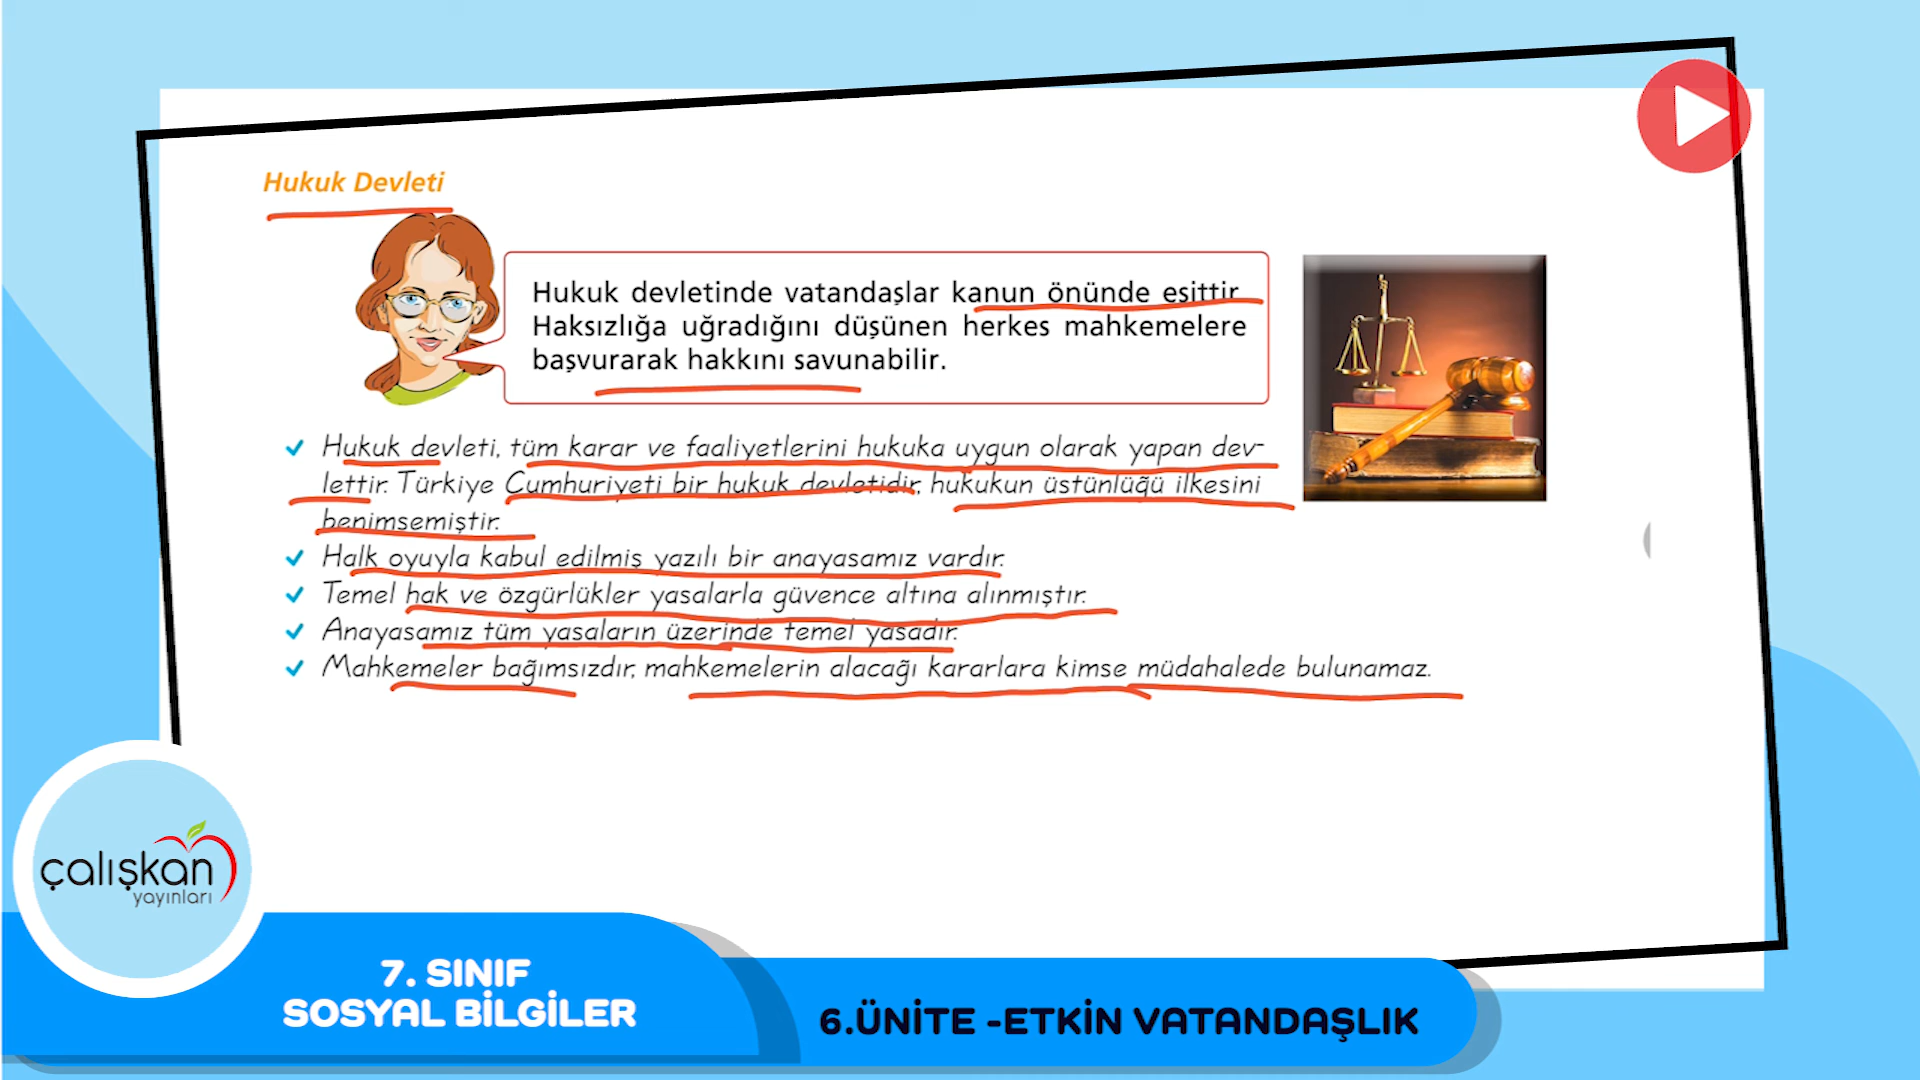 Hukuk Devleti
Hukuk devletinde vatandaşlar kanun önünde eşittir.
Haksızlığa uğradığını düşünen herkes mahkemelere
başvurarak hakkını savunabilir.
Hukuk devleti, tüm karar ve faaliyetlerini hukuka uygun olarak yapan dev-
lettir. Türkiye Cumhuriyeti bir hukuk devletidir, hukukun üstünlüğü ilkesini
benimsemiştir.
Halk oyuyla kabul edilmiş yazılı bir anayasamız vardır.
Temel hak ve özgürlükler yasalarla güvence altına alınmıştır.
Anayasamız tüm yasaların üzerinde temel yasadır.
Mahkemeler bağımsızdır, mahkemelerin alacağı kararlara kimse müdahalede bulunamaz.
çalışkan
yayınları
7. SINIF
SOSYAL BİLGİLER
6.ÜNİTE -ETKİN VATANDAŞLIK